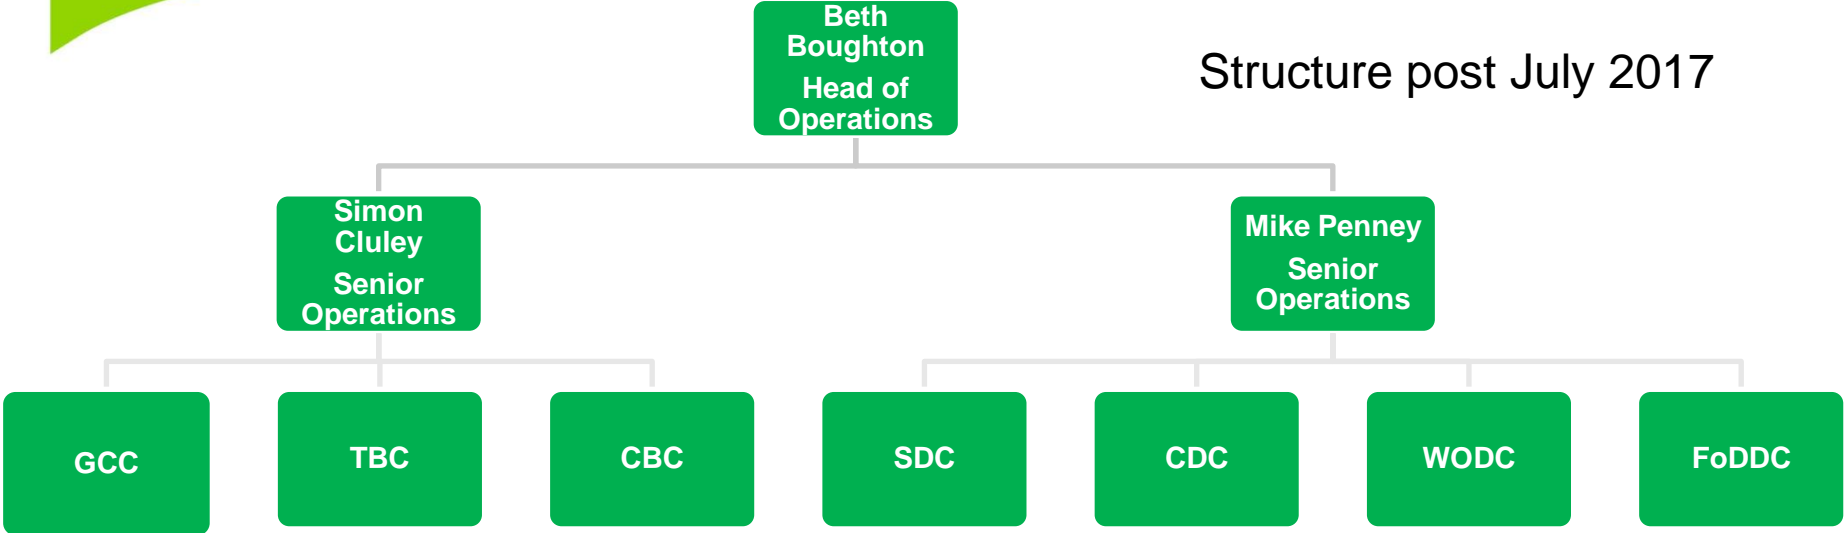 Beth
Boughton
Head of
Operations
Structure post July 2017
Simon
Cluley
Senior
Operations
Mike Penney
Senior
Operations
GCC
TBC
CBC
SDC
CDC
WODC
FoDDC